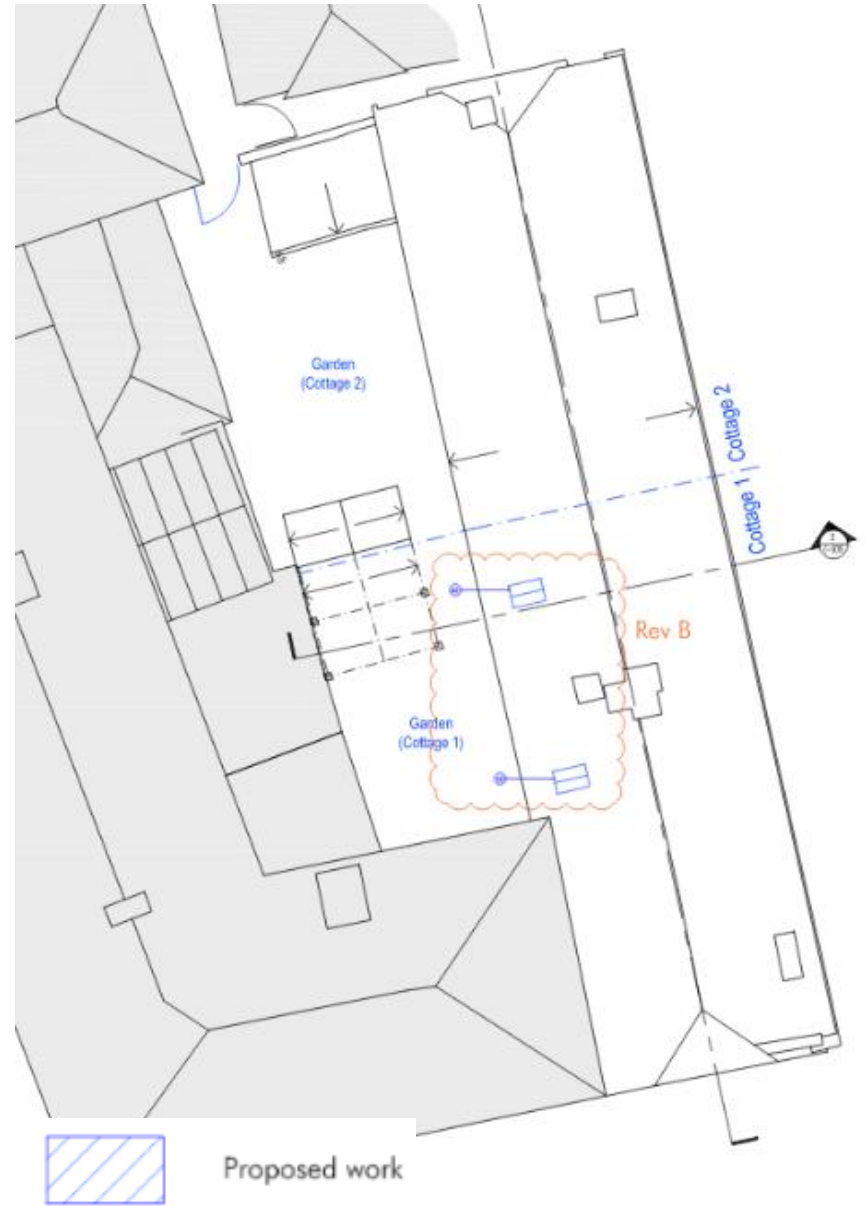 Garden
(Cottage 2)
Cottage 1 | Cottage 2
Rev B
Garden
(Cottage 1)
Proposed work